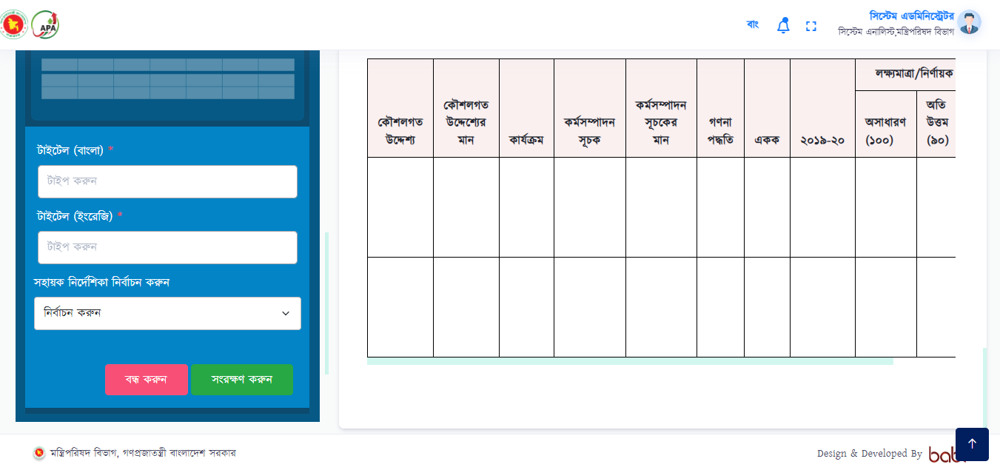 APA
বাং
সিস্টেম এডমিনিস্ট্রেটর
সিস্টেম এনালিস্ট,মন্ত্রিপরিষদ বিভাগ
টাইটেল (বাংলা) *
টাইপ করুন
টাইটেল (ইংরেজি) *
টাইপ করুন
সহায়ক নির্দেশিকা নির্বাচন করুন
নির্বাচন করুন
বন্ধ করুন
সংরক্ষণ করুন
কৌশলগত
উদ্দেশ্য
কৌশলগত
উদ্দেশ্যের
মান
কার্যক্রম
কর্মসম্পাদন
সূচক
কর্মসম্পাদন
সূচকের
মান
গণনা
পদ্ধতি
একক
২০১৯-২০
লক্ষ্যমাত্রা/নির্ণায়ক
অসাধারণ
(১০০)
অতি
উত্তম
(৯০)
মন্ত্রিপরিষদ বিভাগ, গণপ্রজাতন্ত্রী বাংলাদেশ সরকার
Design & Developed By